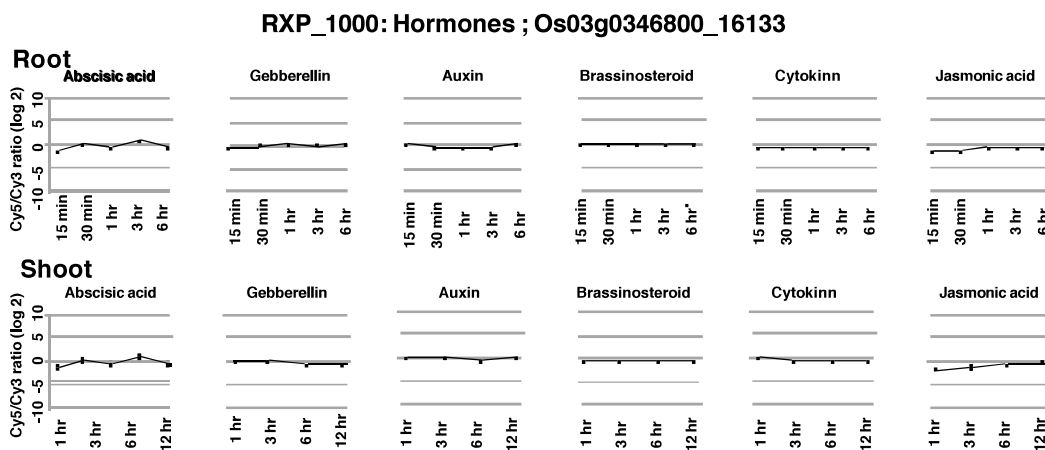 RXP_1000: Hormones ; Os03g0346800_16133
Root
Abscisic acid Gebberellin Auxin Brassinosteroid Cytokinn Jasmonic acid
Cy5/Cy3 ratio (log 2)
10
5
0
-5
-10
15 min 30 min 1 hr 3 hr 6 hr
15 min 30 min 1 hr 3 hr 6 hr
15 min 30 min 1 hr 3 hr 6 hr
15 min 30 min 1 hr 3 hr 6 hr
15 min 30 min 1 hr 3 hr 6 hr
15 min 30 min 1 hr 3 hr 6 hr
Shoot
Abscisic acid Gebberellin Auxin Brassinosteroid Cytokinn Jasmonic acid
Cy5/Cy3 ratio (log 2)
10
5
0
-5
-10
1 hr 3 hr 6 hr 12 hr
1 hr 3 hr 6 hr 12 hr
1 hr 3 hr 6 hr 12 hr
1 hr 3 hr 6 hr 12 hr
1 hr 3 hr 6 hr 12 hr
1 hr 3 hr 6 hr 12 hr